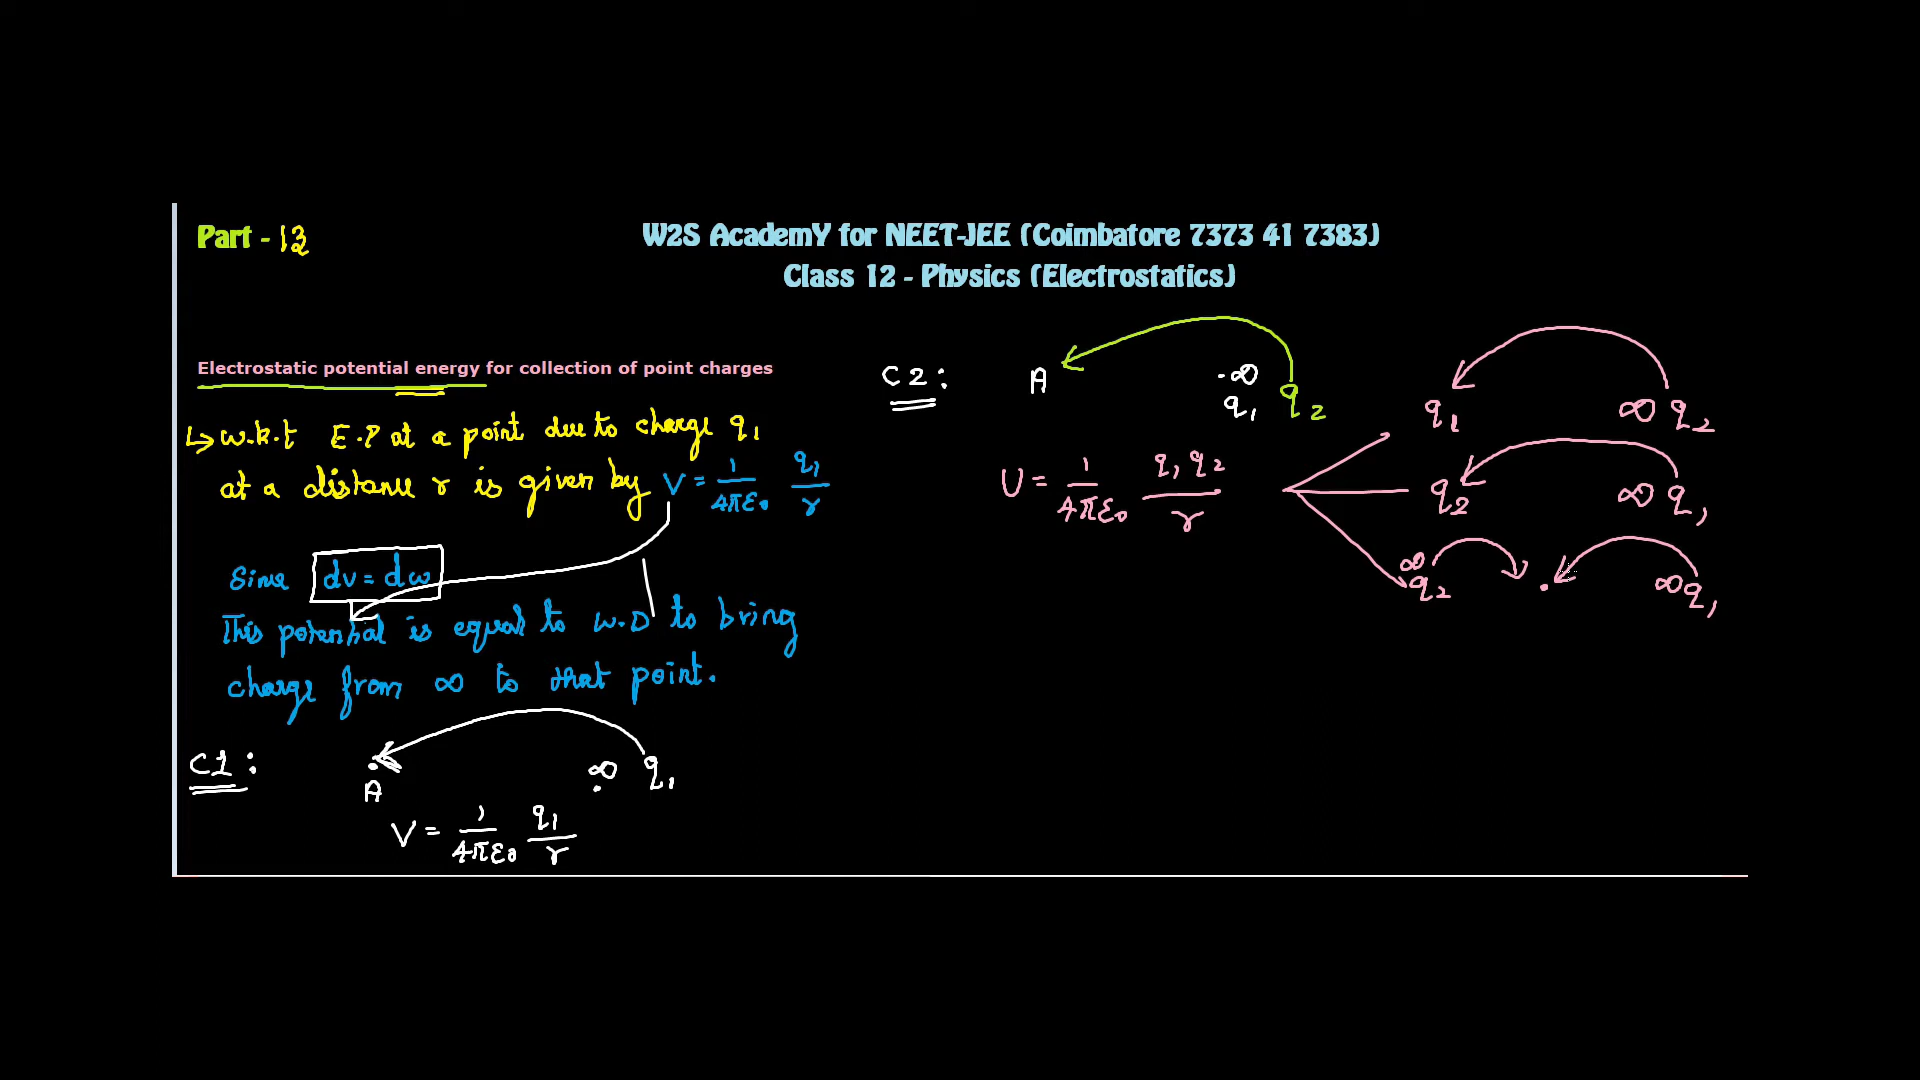 Part - 13
W2S AcademY for NEET-JEE (Coimbatore 7373 41 7383)
Class 12 - Physics (Electrostatics)
Electrostatic potential energy for collection of point charges
↳ w.k.t E.P at a point due to charge q₁
at a distance r is given by V = 1/4πε₀ q₁/r
Since dv = dw
This potential is equal to W.D to bring
charge from ∞ to that point.
C1:
A ∞ q₁
V = 1/4πε₀ q₁/r
C2: A ∞ q₁ q₂
U = 1/4πε₀ q₁q₂/r
q₁ ∞ q₂
q₂ ∞ q₁
∞ q₂ . ∞ q₁